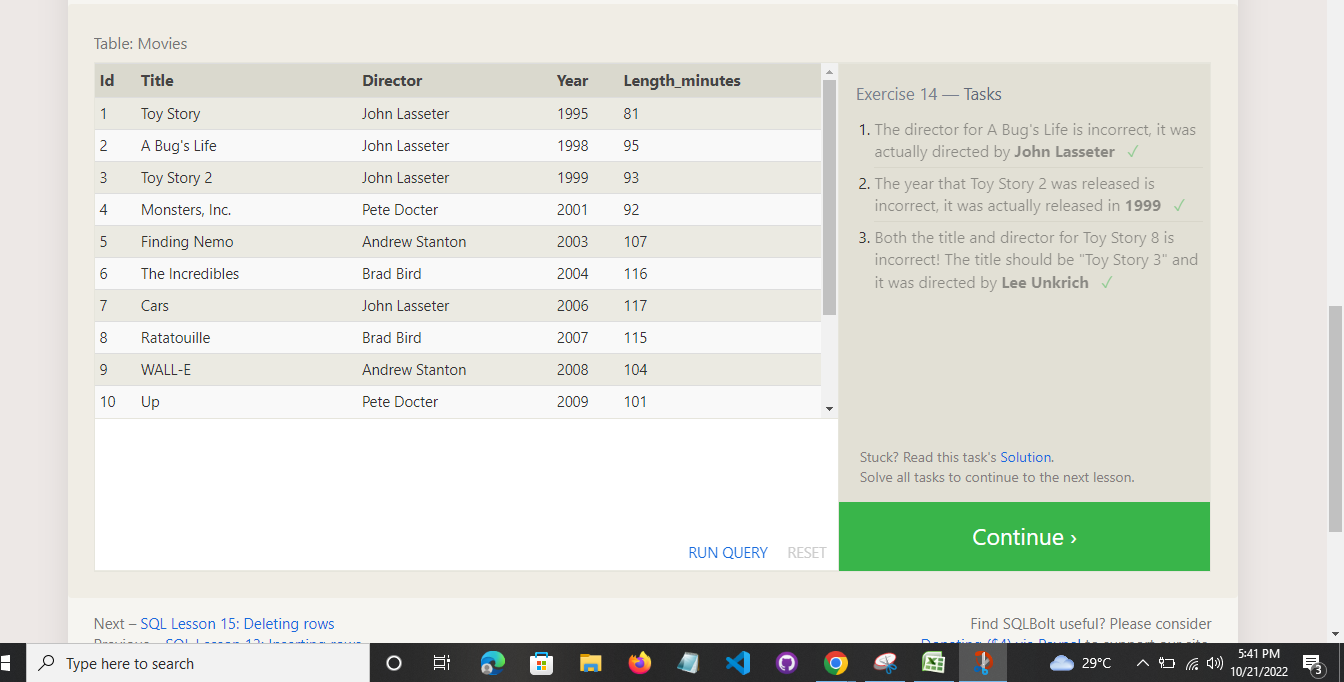 Table: Movies
Id Title Director Year Length_minutes
1 Toy Story John Lasseter 1995 81
2 A Bug's Life John Lasseter 1998 95
3 Toy Story 2 John Lasseter 1999 93
4 Monsters, Inc. Pete Docter 2001 92
5 Finding Nemo Andrew Stanton 2003 107
6 The Incredibles Brad Bird 2004 116
7 Cars John Lasseter 2006 117
8 Ratatouille Brad Bird 2007 115
9 WALL-E Andrew Stanton 2008 104
10 Up Pete Docter 2009 101
RUN QUERY RESET
Exercise 14 — Tasks
1. The director for A Bug's Life is incorrect, it was
actually directed by John Lasseter ✓
2. The year that Toy Story 2 was released is
incorrect, it was actually released in 1999 ✓
3. Both the title and director for Toy Story 8 is
incorrect! The title should be "Toy Story 3" and
it was directed by Lee Unkrich ✓
Stuck? Read this task's Solution.
Solve all tasks to continue to the next lesson.
Continue ›
Next – SQL Lesson 15: Deleting rows
Previous – SQL Lesson 13: Inserting rows
Find SQLBolt useful? Please consider
Donating ($4) via Paypal to support our site.
Type here to search
29°C
5:41 PM
10/21/2022
3